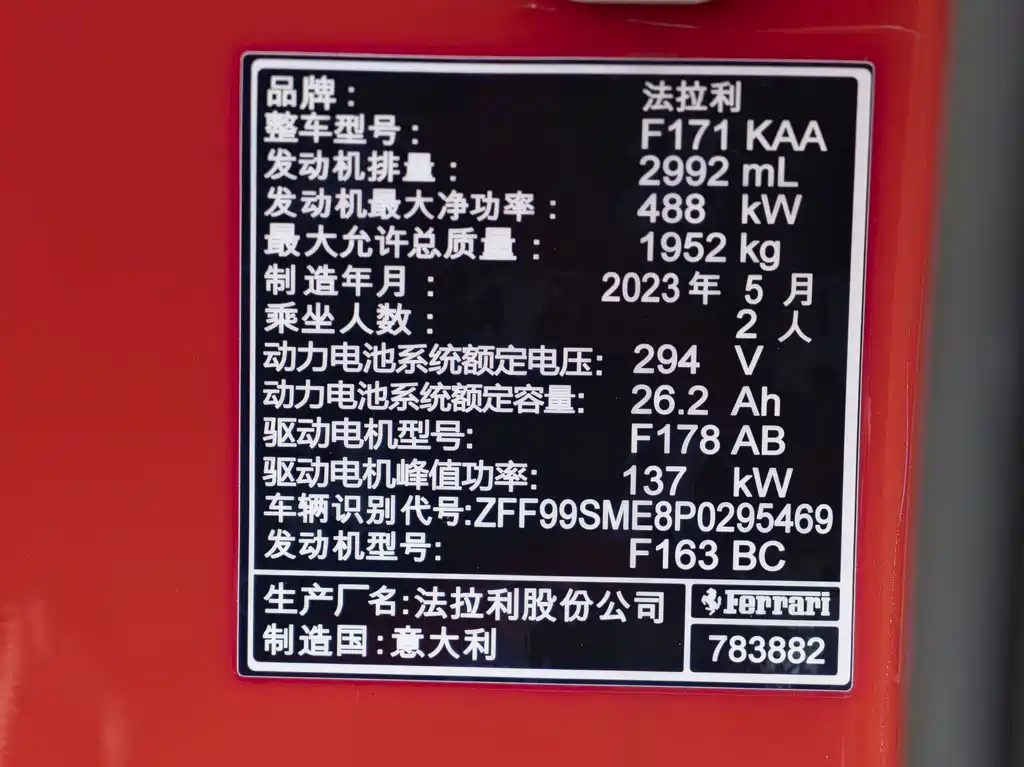 品牌: 法拉利
整车型号: F171 KAA
发动机排量: 2992 mL
发动机最大净功率: 488 kW
最大允许总质量: 1952 kg
制造年月: 2023年 5 月
乘坐人数: 2 人
动力电池系统额定电压: 294 V
动力电池系统额定容量: 26.2 Ah
驱动电机型号: F178 AB
驱动电机峰值功率: 137 kW
车辆识别代号:ZFF99SME8P0295469
发动机型号: F163 BC
生产厂名:法拉利股份公司
Ferrari
制造国:意大利
783882